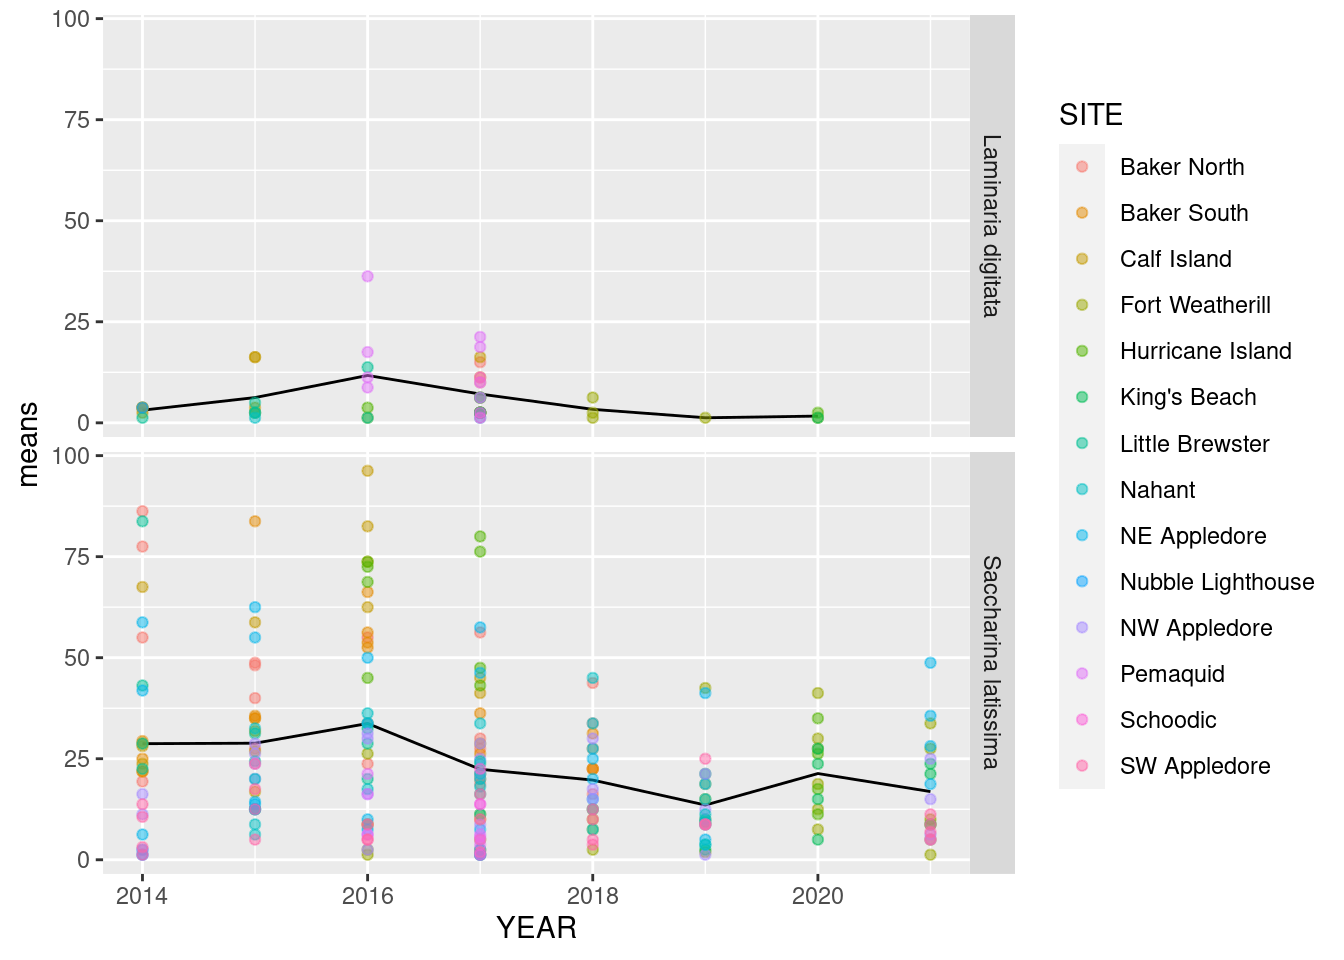 100
75
50
25
0
Laminaria digitata
100
75
50
25
0
Saccharina latissima
means
2014 2016 2018 2020
YEAR
SITE
Baker North
Baker South
Calf Island
Fort Weatherill
Hurricane Island
King's Beach
Little Brewster
Nahant
NE Appledore
Nubble Lighthouse
NW Appledore
Pemaquid
Schoodic
SW Appledore